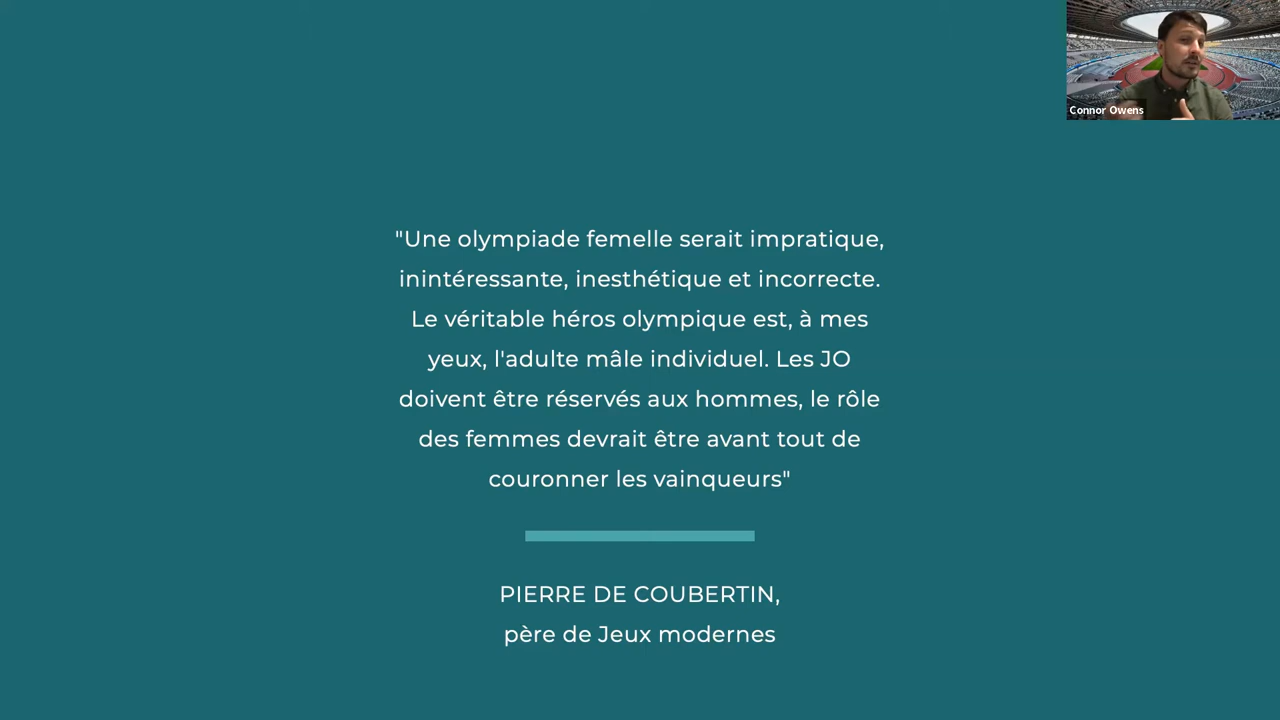 Connor Owens
"Une olympiade femelle serait impratique,
inintéressante, inesthétique et incorrecte.
Le véritable héros olympique est, à mes
yeux, l'adulte mâle individuel. Les JO
doivent être réservés aux hommes, le rôle
des femmes devrait être avant tout de
couronner les vainqueurs"
PIERRE DE COUBERTIN,
père de Jeux modernes